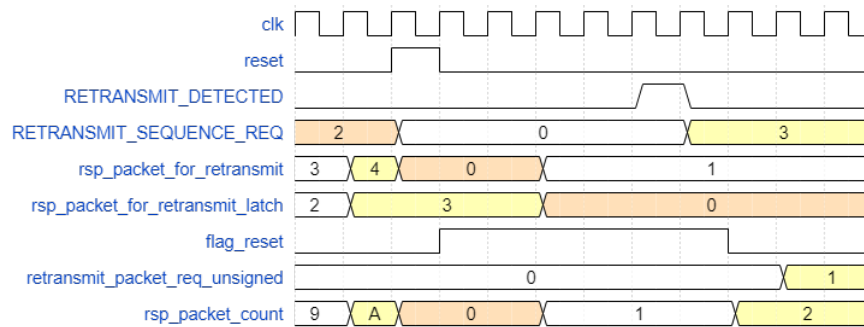 clk
reset
RETRANSMIT_DETECTED
RETRANSMIT_SEQUENCE_REQ 2 0 3
rsp_packet_for_retransmit 3 4 0 1
rsp_packet_for_retransmit_latch 2 3 0
flag_reset
retransmit_packet_req_unsigned 0 1
rsp_packet_count 9 A 0 1 2